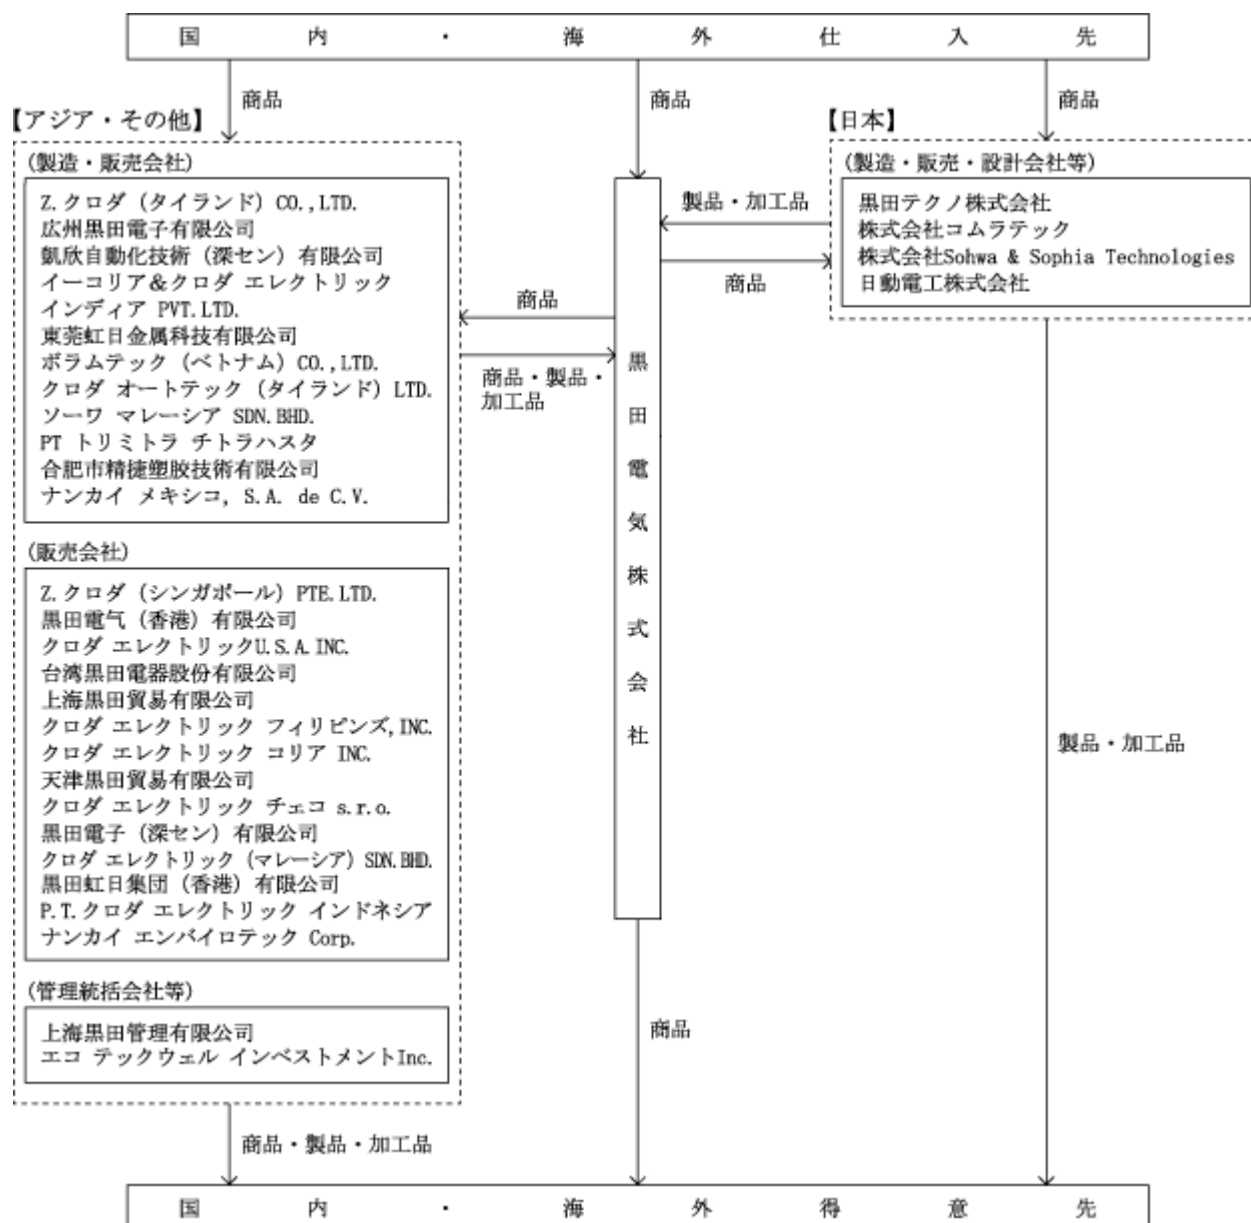 国内・海外仕入先
商品
商品
商品
【アジア・その他】
【日本】
(製造・販売会社)
Z.クロダ (タイランド) CO.,LTD.
広州黒田電子有限公司
凱欣自動化技術 (深セン) 有限公司
イーコリア&クロダ エレクトリック
インディア PVT.LTD.
東莞虹日金属科技有限公司
ボラムテック (ベトナム) CO.,LTD.
クロダ オートテック (タイランド) LTD.
ソーワ マレーシア SDN.BHD.
PT トリミトラ チトラハスタ
合肥市精捷塑胶技術有限公司
ナンカイ メキシコ, S.A. de C.V.
(販売会社)
Z.クロダ (シンガポール) PTE.LTD.
黒田電气 (香港) 有限公司
クロダ エレクトリックU.S.A.INC.
台湾黒田電器股份有限公司
上海黒田貿易有限公司
クロダ エレクトリック フィリピンズ,INC.
クロダ エレクトリック コリア INC.
天津黒田貿易有限公司
クロダ エレクトリック チェコ s.r.o.
黒田電子 (深セン) 有限公司
クロダ エレクトリック (マレーシア) SDN.BHD.
黒田虹日集団 (香港) 有限公司
P.T.クロダ エレクトリック インドネシア
ナンカイ エンバイロテック Corp.
(管理統括会社等)
上海黒田管理有限公司
エコ テックウェル インベストメントInc.
商品
商品・製品・
加工品
黒田電気株式会社
製品・加工品
商品
(製造・販売・設計会社等)
黒田テクノ株式会社
株式会社コムラテック
株式会社Sohwa & Sophia Technologies
日動電工株式会社
製品・加工品
商品
商品・製品・加工品
国内・海外得意先